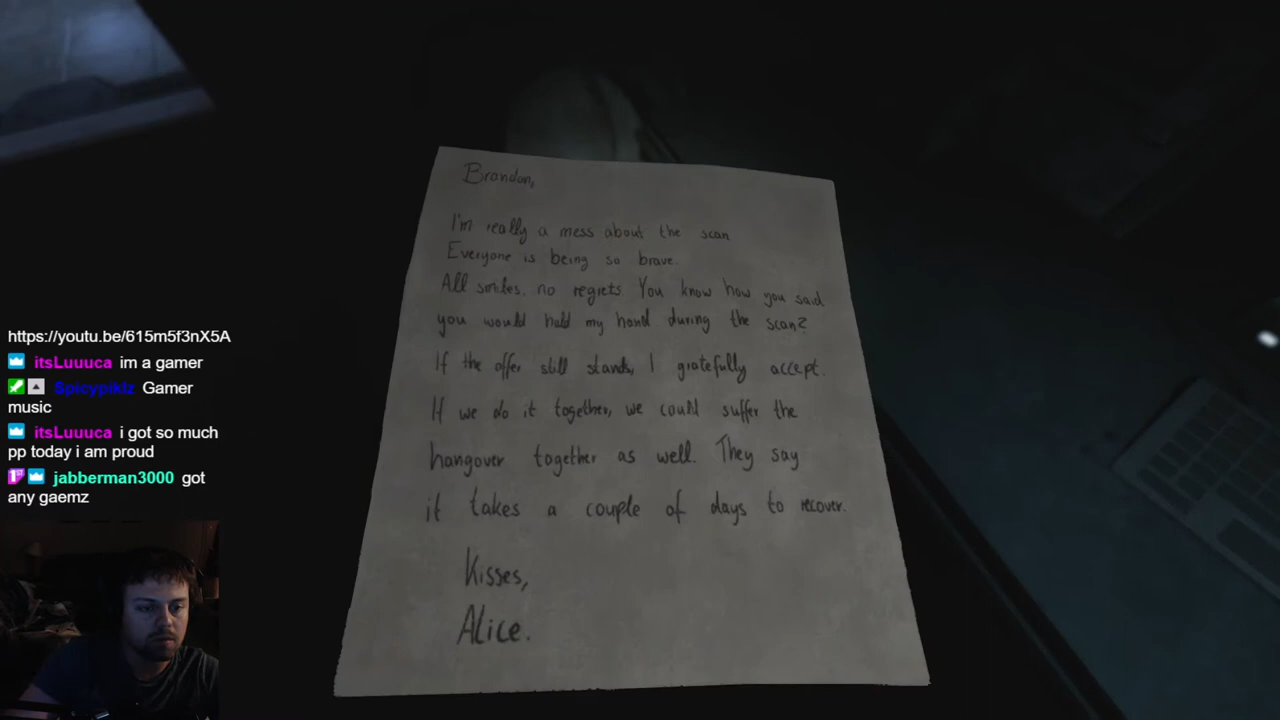 Brandon,
I'm really a mess about the scan
Everyone is being so brave.
All smiles. no regrets You know how you said
you would hold my hand during the scan?
If the offer still stands, I gratefully accept.
If we do it together, we could suffer the
hangover together as well. They say
it takes a couple of days to recover.
Kisses,
Alice.
https://youtu.be/615m5f3nX5A
itsLuuuca im a gamer
Spicypiklz Gamer
music
itsLuuuca i got so much
pp today i am proud
1ST jabberman3000 got
any gaemz